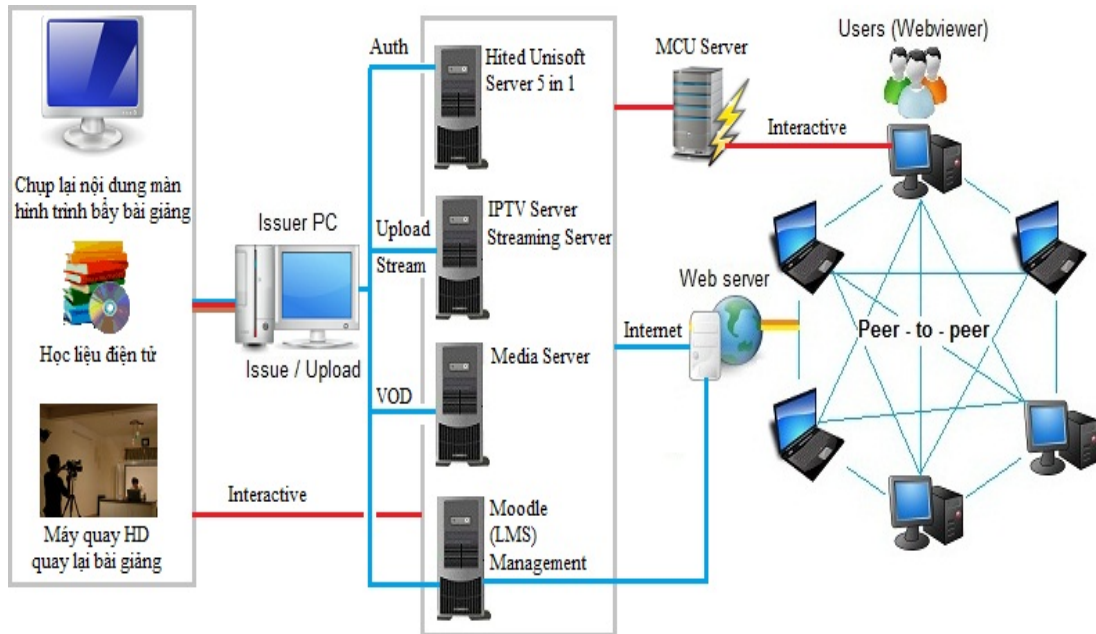 Chụp lại nội dung màn
hình trình bẩy bài giảng
Học liệu điện tử
Máy quay HD
quay lại bài giảng
Issuer PC
Issue / Upload
Interactive
Auth
Upload
Stream
VOD
Hited Unisoft
Server 5 in 1
IPTV Server
Streaming Server
Media Server
Moodle
(LMS)
Management
MCU Server
Interactive
Internet
Web server
Users (Webviewer)
Peer - to - peer